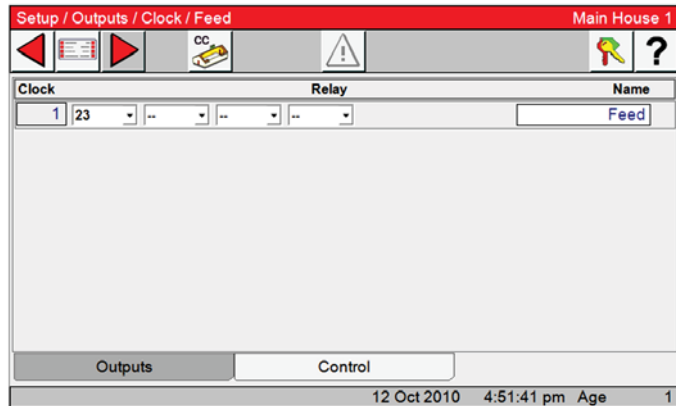 Setup / Outputs / Clock / Feed Main House 1
CC
?
Clock Relay Name
1 23 -- -- -- Feed
Outputs Control
12 Oct 2010 4:51:41 pm Age 1